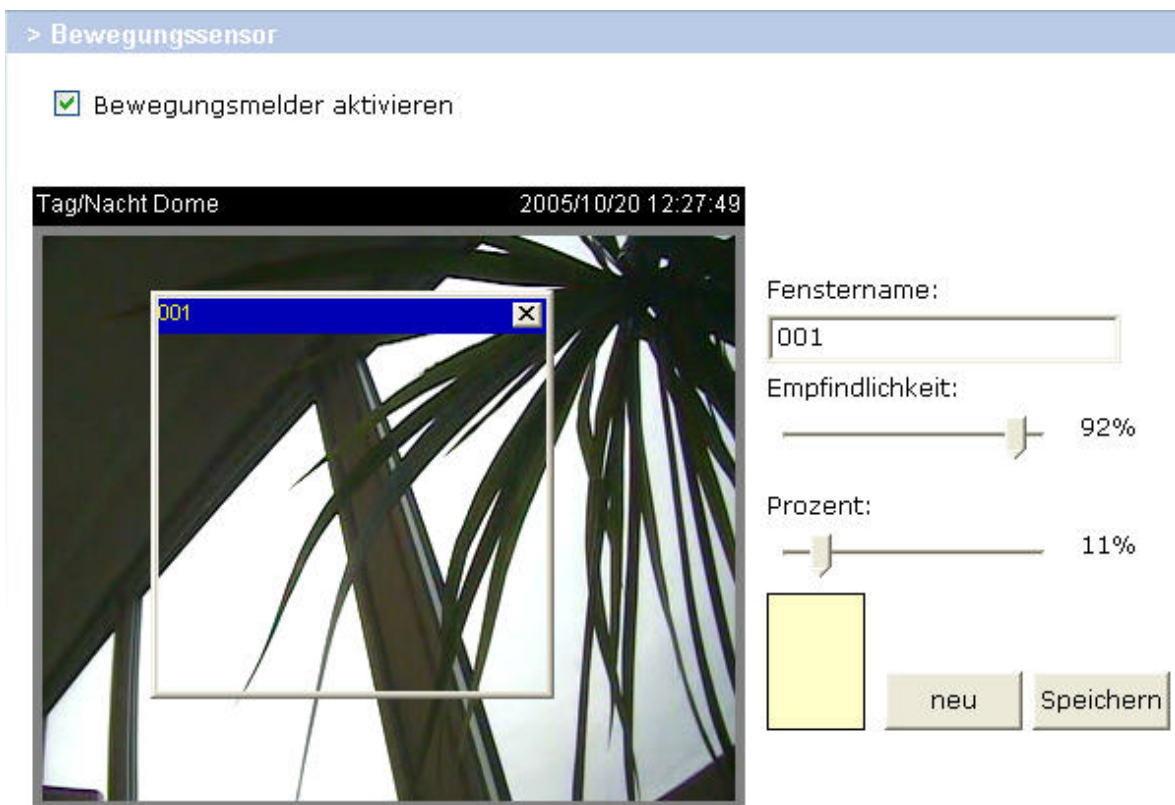 > Bewegungssensor
Bewegungsmelder aktivieren
Tag/Nacht Dome 2005/10/20 12:27:49
001
Fenstername:
001
Empfindlichkeit:
92%
Prozent:
11%
neu Speichern